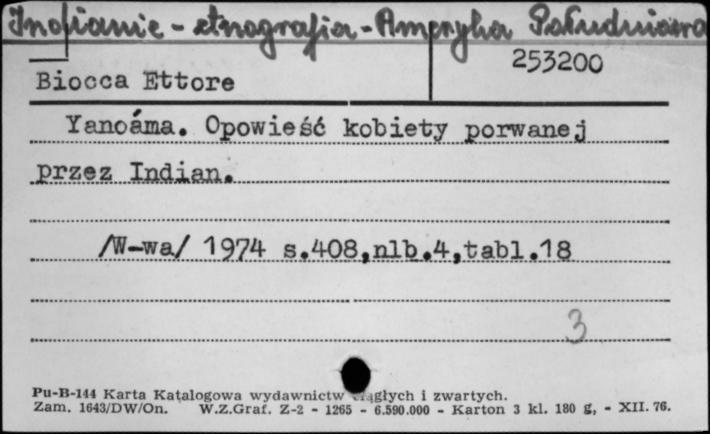 Indianie - etnografia - Ameryka Południowa
253200
Biocca Ettore
Yanoáma. Opowieść kobiety porwanej
przez Indian.
/W-wa/ 1974 s.408,nlb.4,tabl.18
3
Pu-B-144 Karta Katalogowa wydawnictw ciągłych i zwartych.
Zam. 1643/DW/On. W.Z.Graf. Z-2 - 1265 - 6.590.000 - Karton 3 kl. 180 g, - XII. 76.